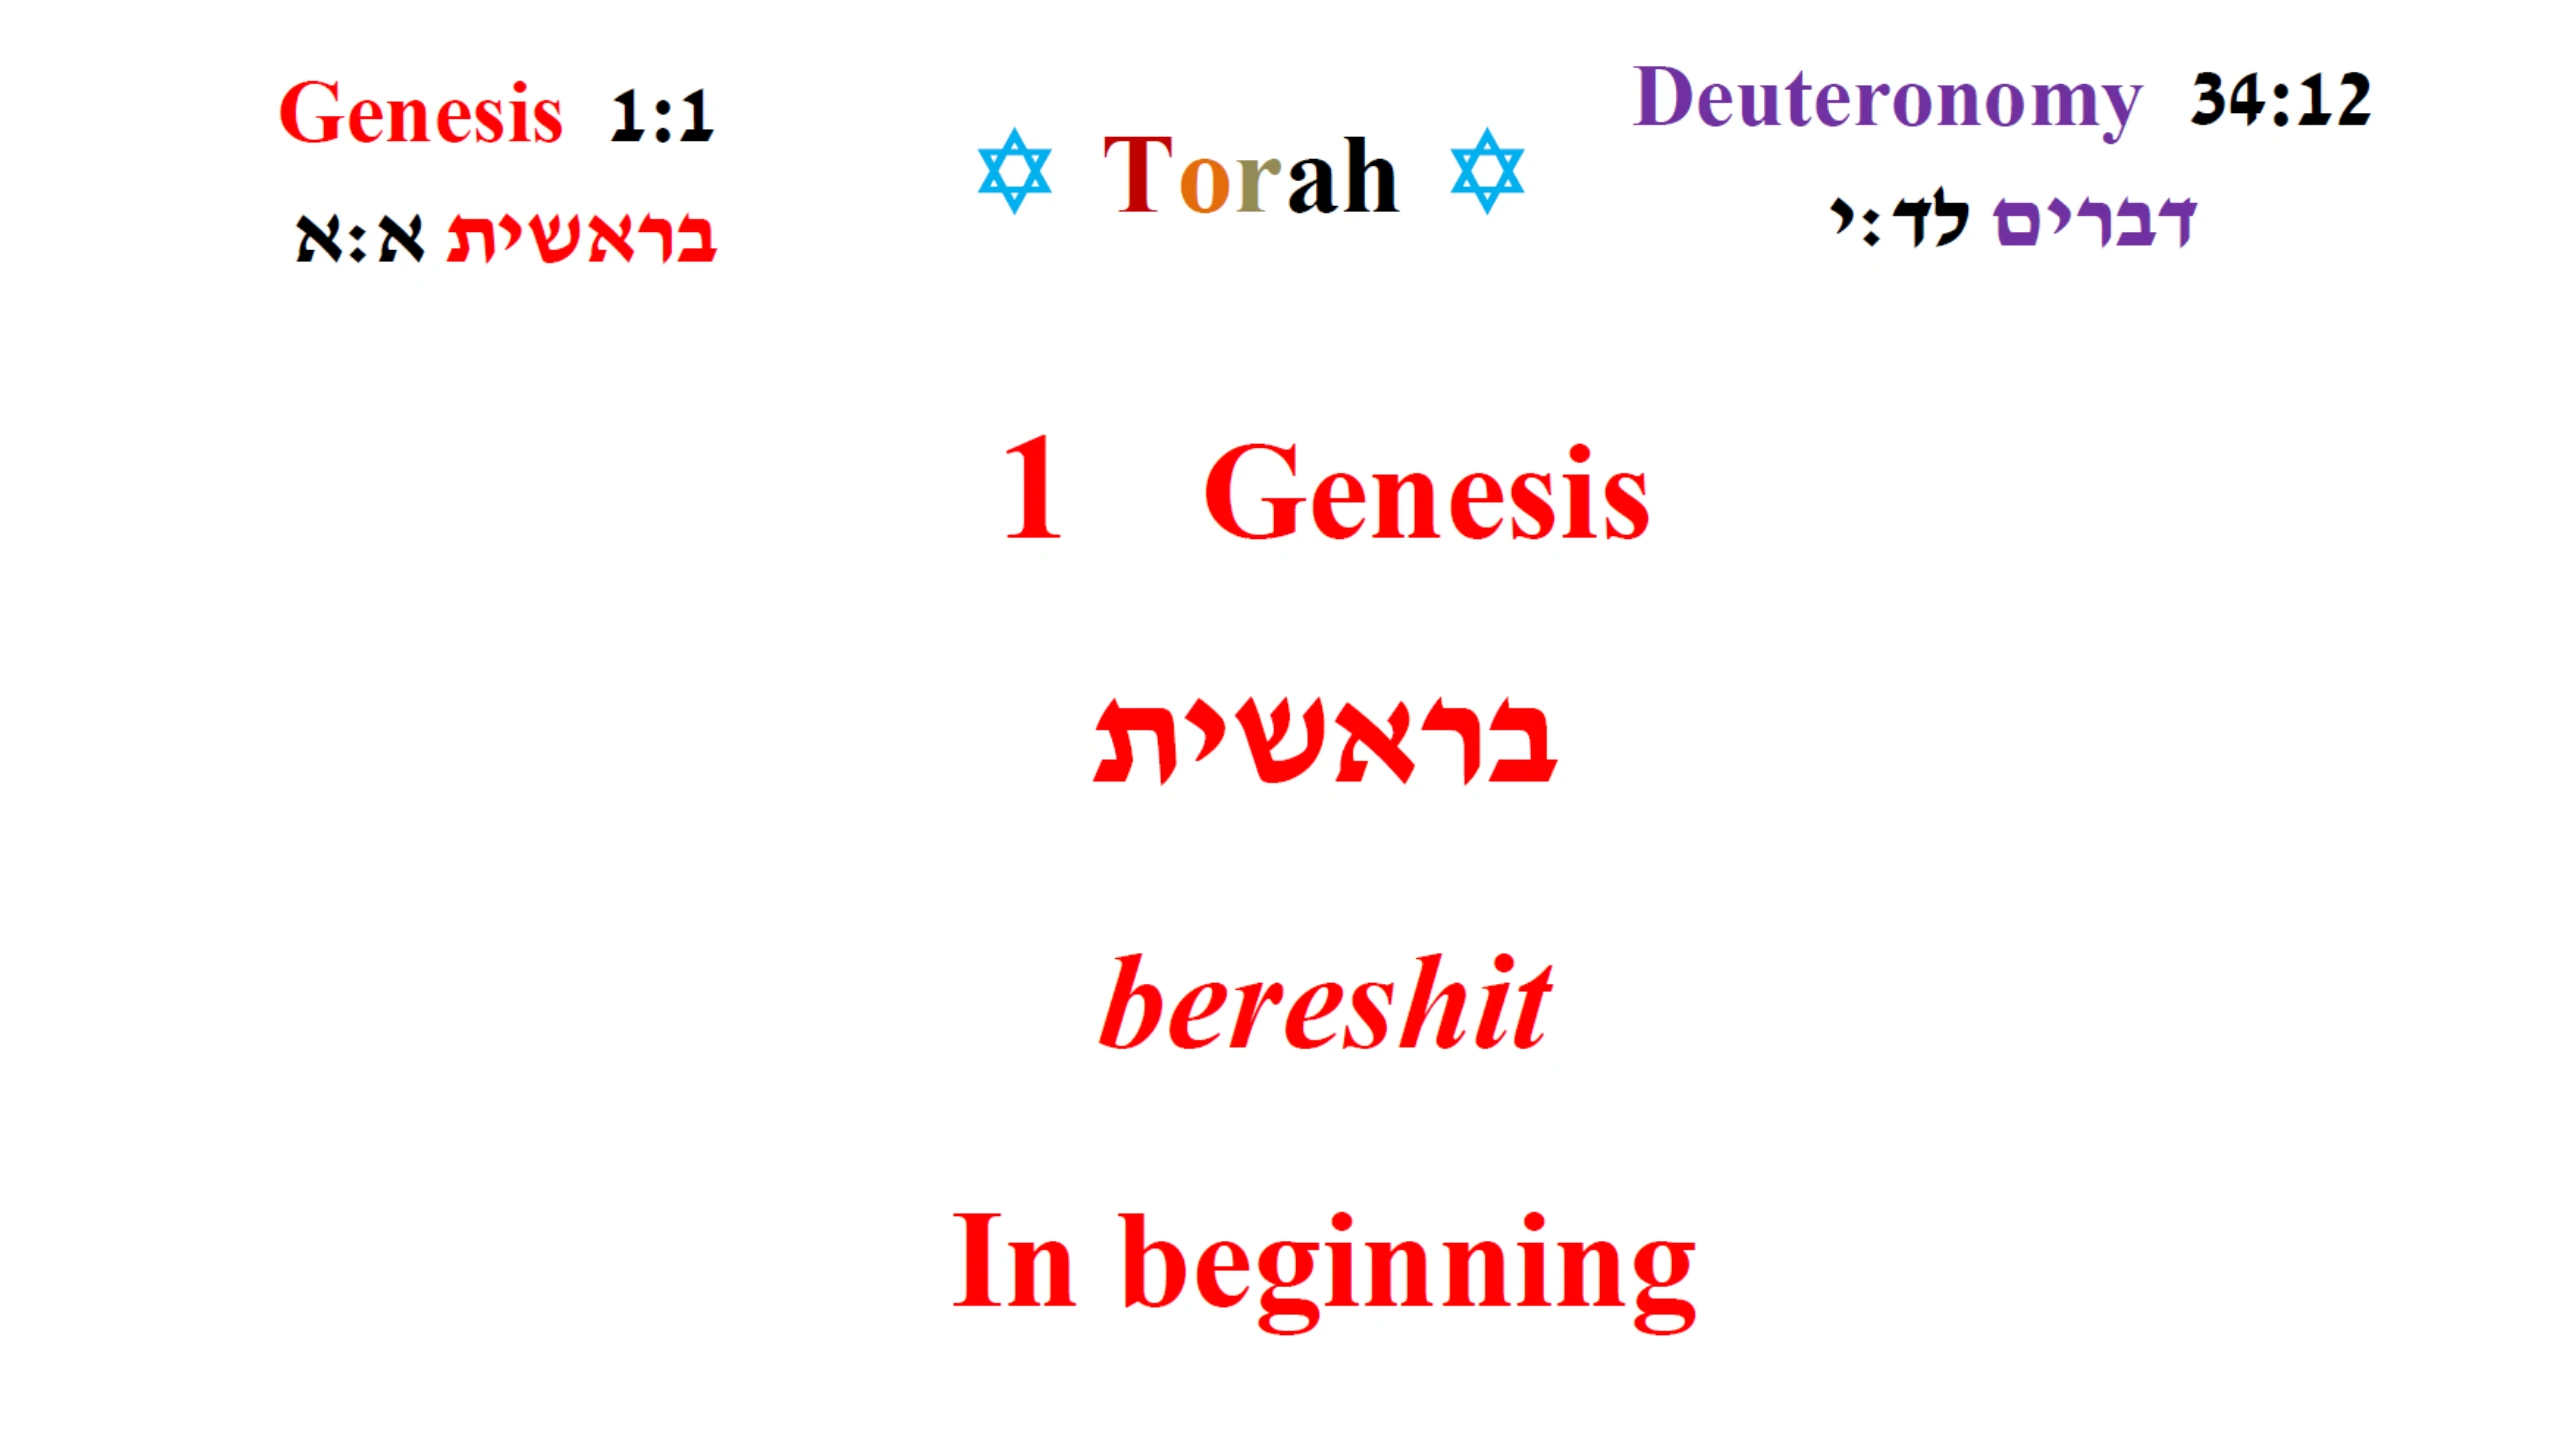 Genesis 1:1
בראשית א:א
✡ Torah ✡
Deuteronomy 34:12
דברים לד:י
1 Genesis
בראשית
bereshit
In beginning